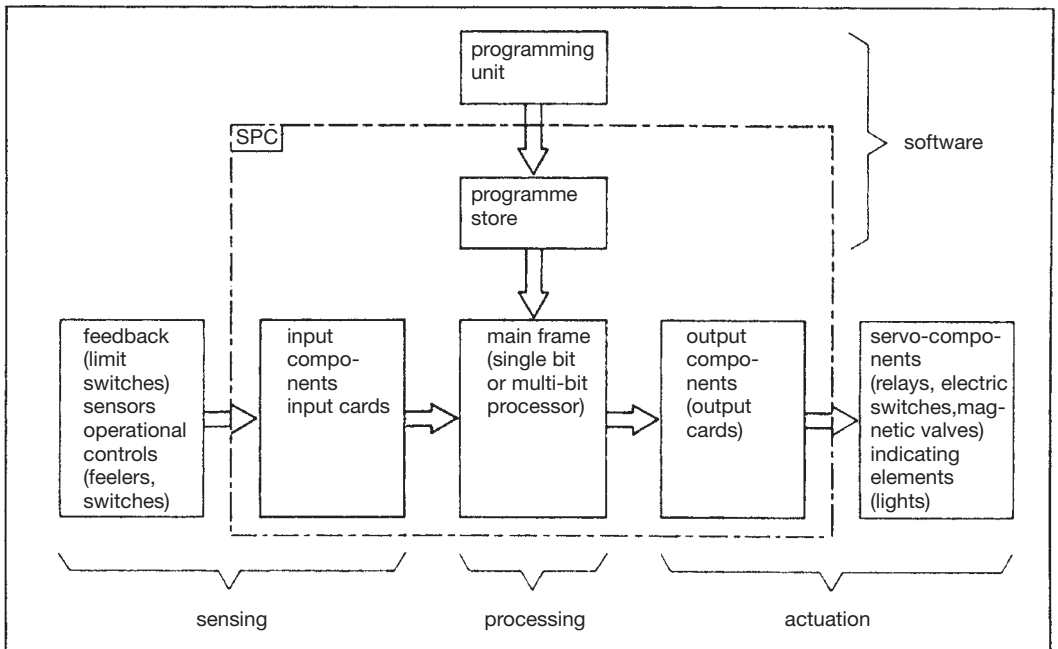 programming
unit
software
SPC
programme
store
feedback
(limit
switches)
sensors
operational
controls
(feelers,
switches)
input
compo-
nents
input cards
main frame
(single bit
or multi-bit
processor)
output
compo-
nents
(output
cards)
servo-compo-
nents
(relays, electric
switches,mag-
netic valves)
indicating
elements
(lights)
sensing
processing
actuation